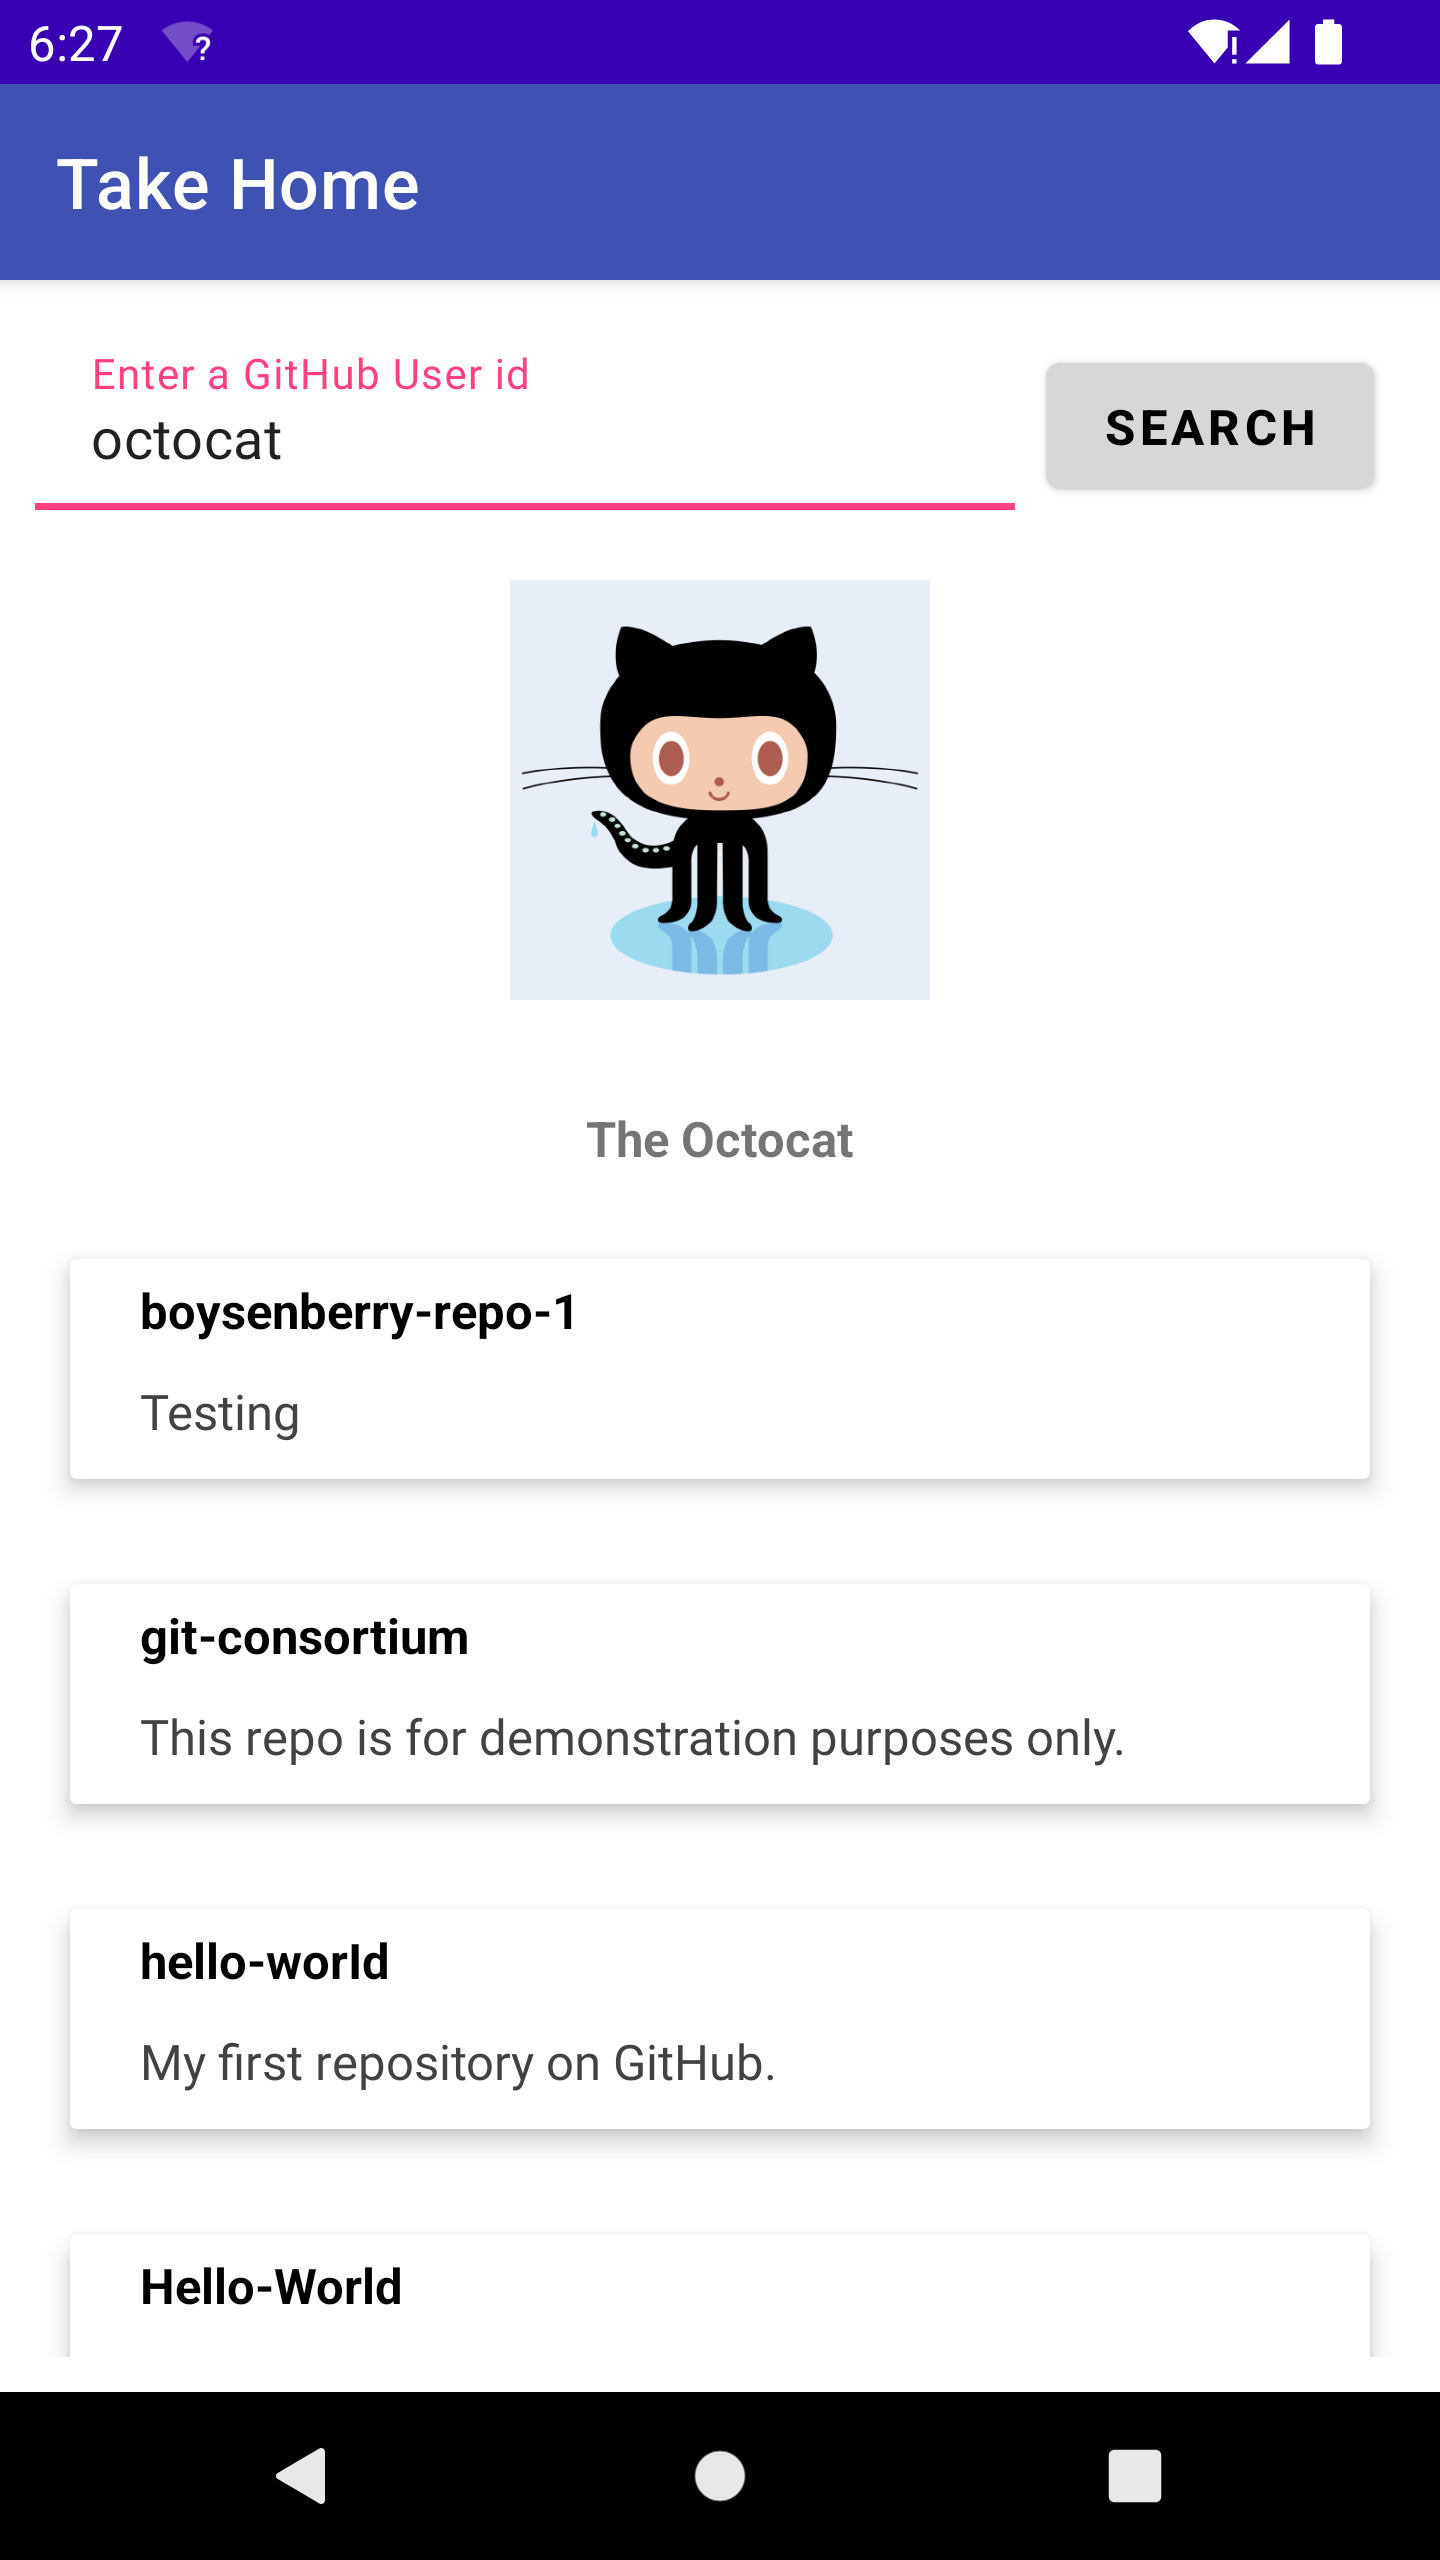 6:27
Take Home
Enter a GitHub User id
octocat
SEARCH
The Octocat
boysenberry-repo-1
Testing
git-consortium
This repo is for demonstration purposes only.
hello-worId
My first repository on GitHub.
Hello-World